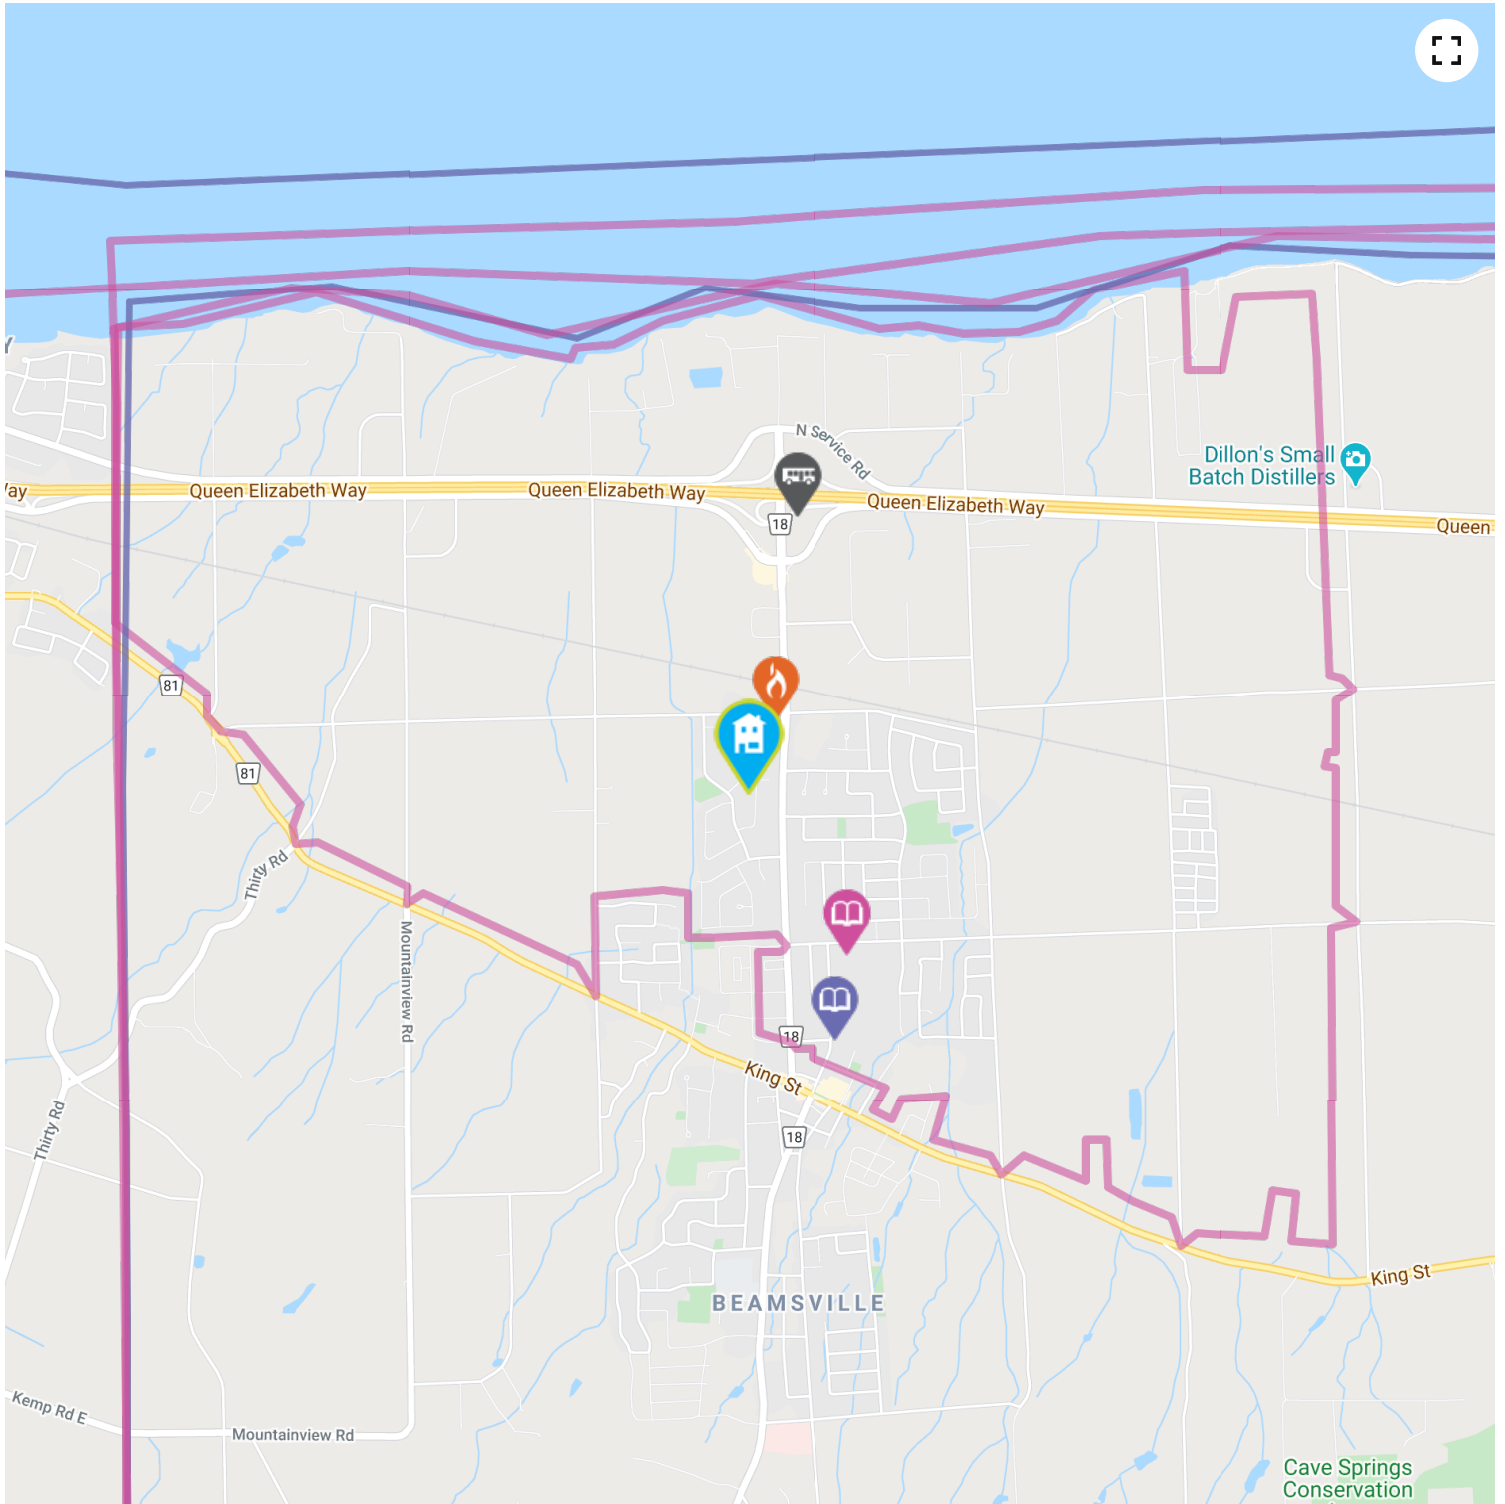 N Service Rd
Dillon's Small
Batch Distillers
Queen Elizabeth Way
Queen Elizabeth Way
Queen Elizabeth Way
Queen
18
81
81
Thirty Rd
Mountainview Rd
18
King St
Thirty Rd
18
King St
BEAMSVILLE
Kemp Rd E
Mountainview Rd
Cave Springs
Conservation